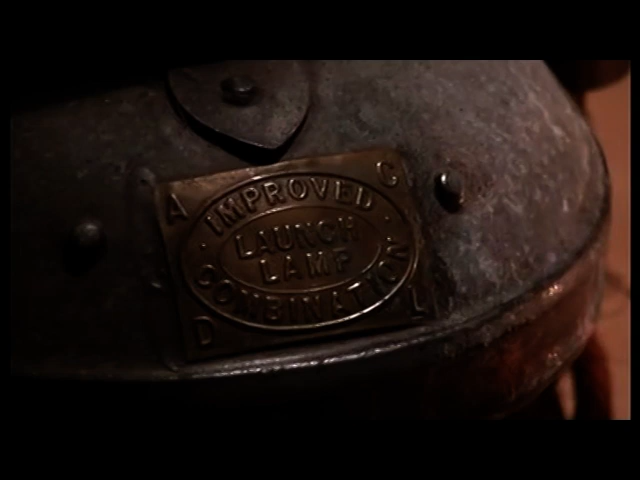 A C
IMPROVED
LAUNCH
LAMP
COMBINATION
D L